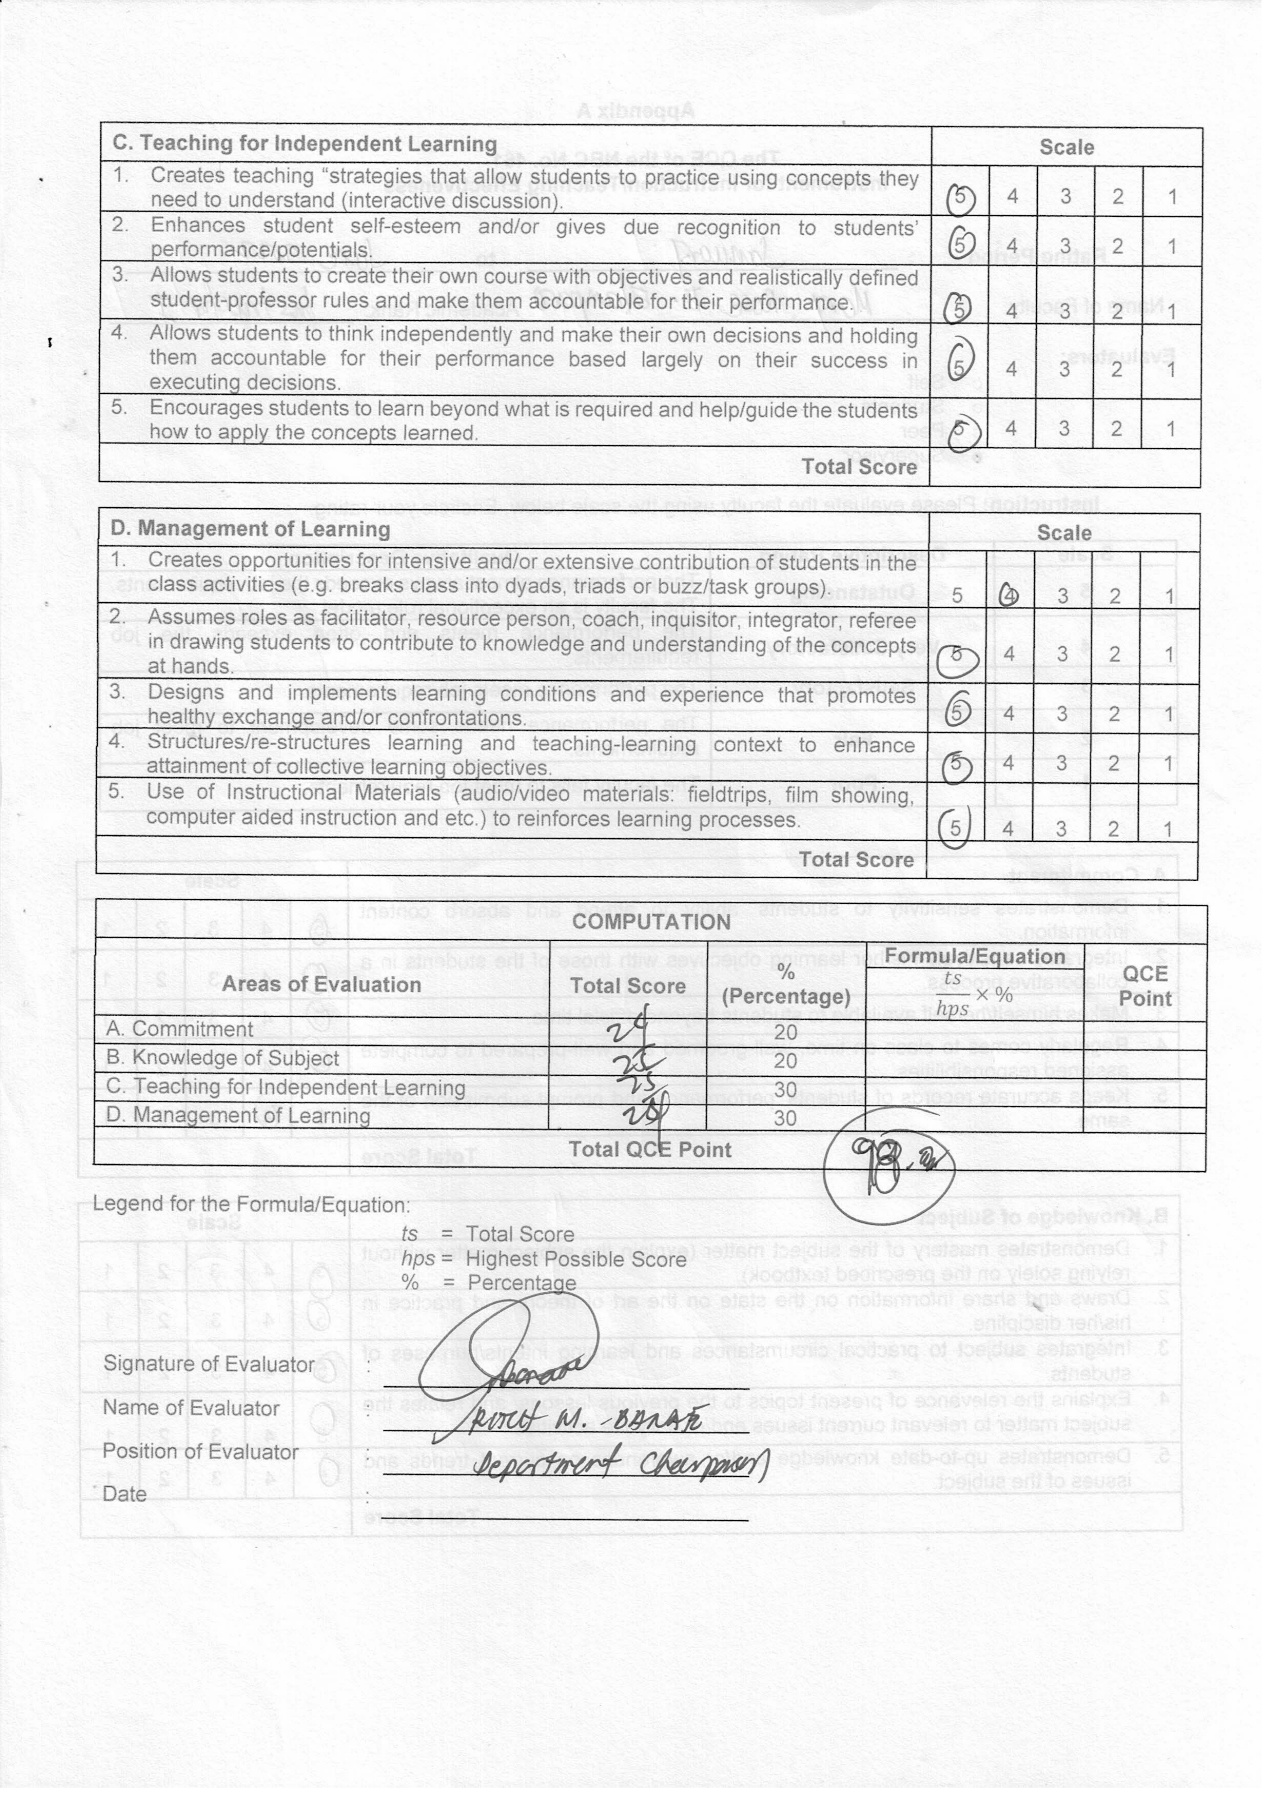 C. Teaching for Independent Learning Scale
1. Creates teaching “strategies that allow students to practice using concepts they
need to understand (interactive discussion). 5 4 3 2 1
2. Enhances student self-esteem and/or gives due recognition to students’
performance/potentials. 5 4 3 2 1
3. Allows students to create their own course with objectives and realistically defined
student-professor rules and make them accountable for their performance. 5 4 3 2 1
4. Allows students to think independently and make their own decisions and holding
them accountable for their performance based largely on their success in
executing decisions. 5 4 3 2 1
5. Encourages students to learn beyond what is required and help/guide the students
how to apply the concepts learned. 5 4 3 2 1
Total Score
D. Management of Learning Scale
1. Creates opportunities for intensive and/or extensive contribution of students in the
class activities (e.g. breaks class into dyads, triads or buzz/task groups). 5 4 3 2 1
2. Assumes roles as facilitator, resource person, coach, inquisitor, integrator, referee
in drawing students to contribute to knowledge and understanding of the concepts
at hands. 5 4 3 2 1
3. Designs and implements learning conditions and experience that promotes
healthy exchange and/or confrontations. 5 4 3 2 1
4. Structures/re-structures learning and teaching-learning context to enhance
attainment of collective learning objectives. 5 4 3 2 1
5. Use of Instructional Materials (audio/video materials: fieldtrips, film showing,
computer aided instruction and etc.) to reinforces learning processes. 5 4 3 2 1
Total Score
COMPUTATION
Areas of Evaluation Total Score % (Percentage) Formula/Equation ts/hps × % QCE Point
A. Commitment 24 20
B. Knowledge of Subject 25 20
C. Teaching for Independent Learning 25 30
D. Management of Learning 24 30
Total QCE Point 98.
Legend for the Formula/Equation:
ts = Total Score
hps = Highest Possible Score
% = Percentage
Signature of Evaluator :
Name of Evaluator : RUTH M.
Position of Evaluator : Department Chairperson
Date :